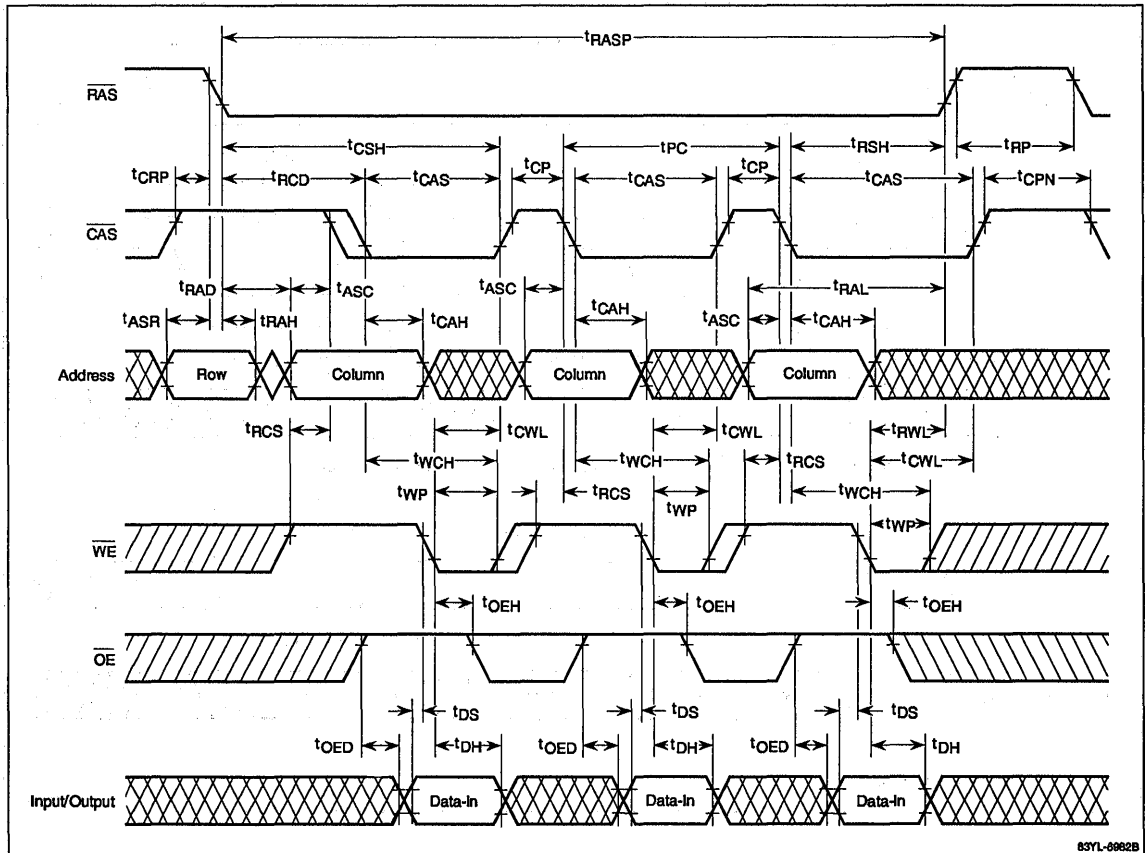 tRASP
RAS
tCSH tPC tRSH tRP
tCRP tRCD tCAS tCP tCAS tCP tCAS tCPN
CAS
tRAD tASC tASC tRAL
tASR tRAH tCAH tCAH tASC tCAH
Address Row Column Column Column
tRCS tCWL tCWL tRWL
tWCH tWCH tRCS tCWL
tWP tRCS tWP tWCH
tWP
WE
tOEH tOEH tOEH
OE
tDS tDS tDS
tOED tDH tOED tDH tOED tDH
Input/Output Data-In Data-In Data-In
83YL-6982B